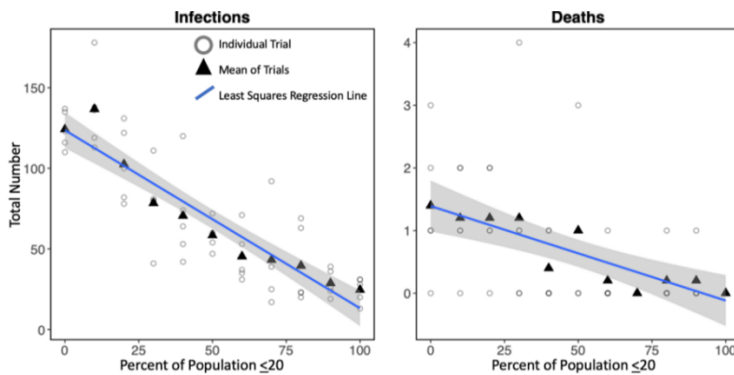 Infections
Deaths
Individual Trial
Mean of Trials
Least Squares Regression Line
Total Number
150
100
50
0
0 25 50 75 100
Percent of Population ≤20
4
3
2
1
0
0 25 50 75 100
Percent of Population ≤20